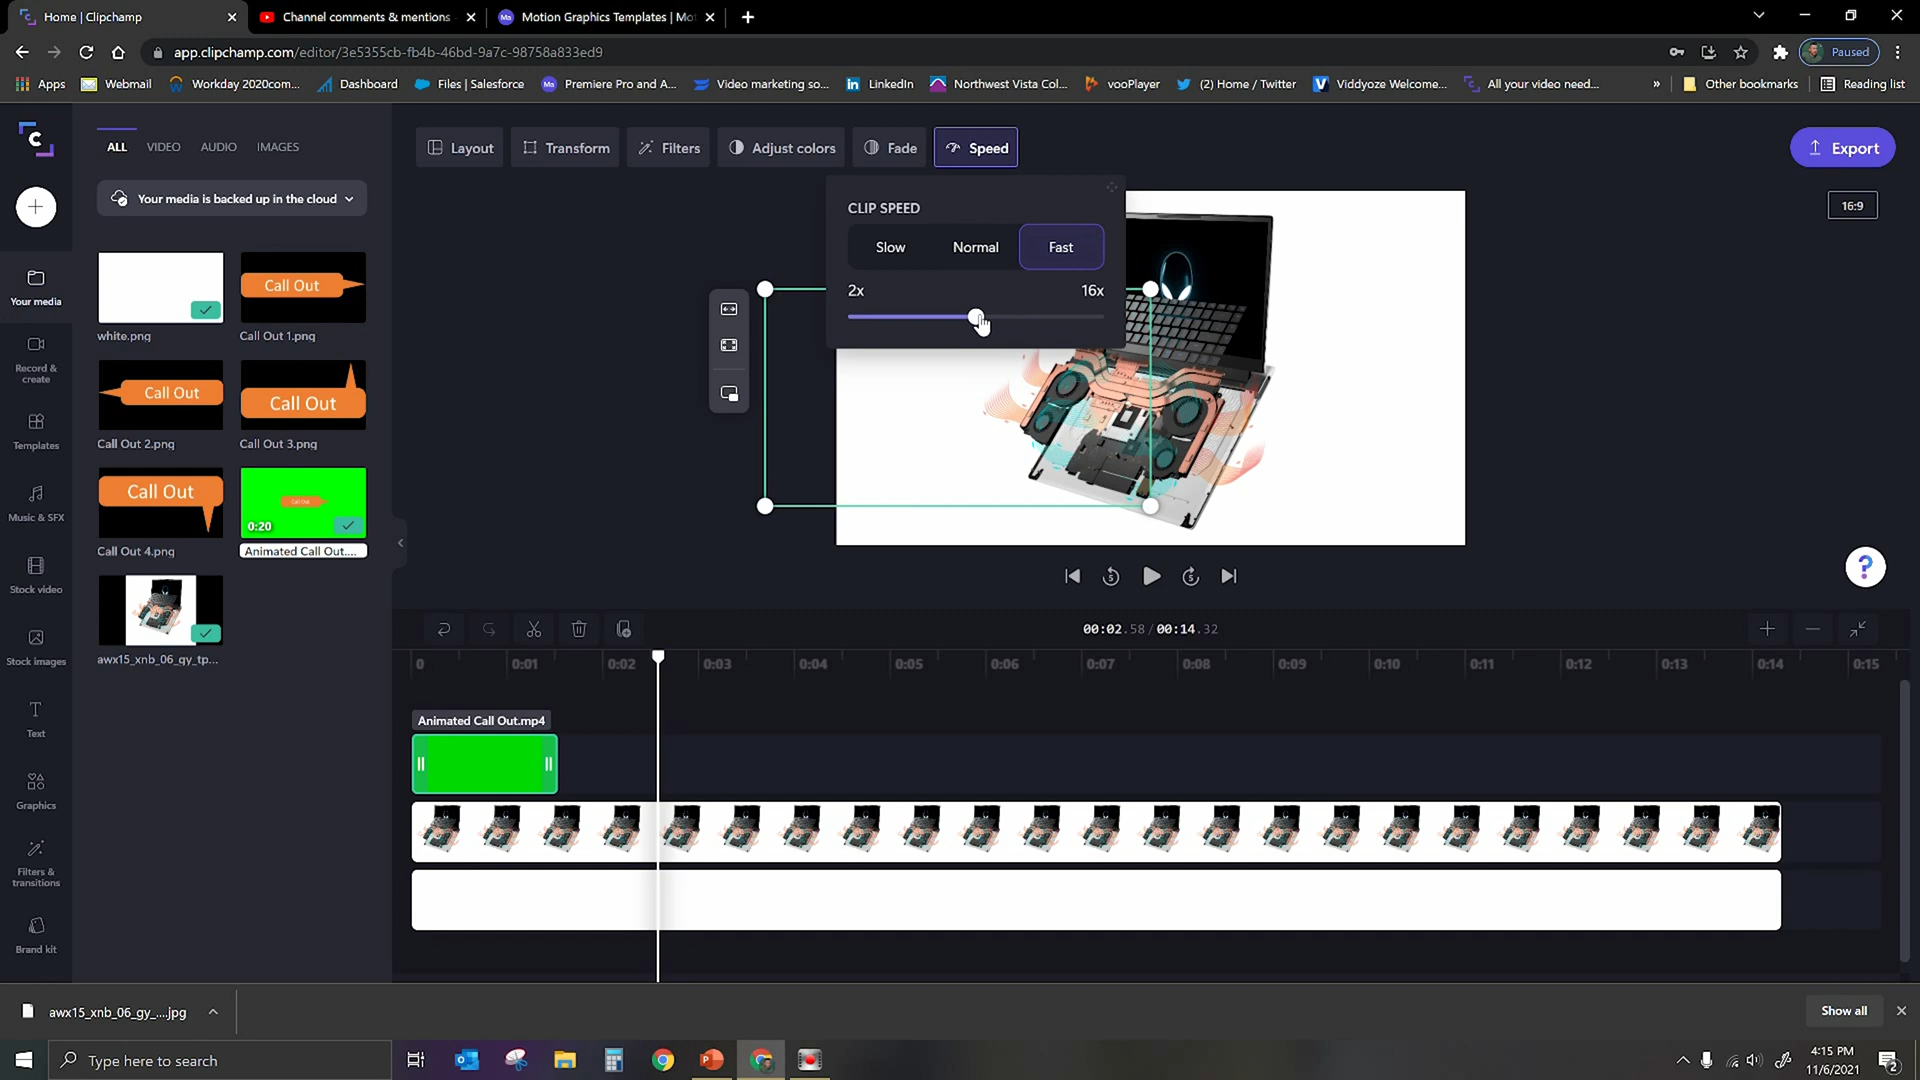 Home | Clipchamp
Channel comments & mentions
Motion Graphics Templates | Mo
app.clipchamp.com/editor/3e5355cb-fb4b-46bd-9a7c-98758a833ed9
Paused
Apps
Webmail
Workday 2020com...
Dashboard
Files | Salesforce
Premiere Pro and A...
Video marketing so...
LinkedIn
Northwest Vista Col...
vooPlayer
(2) Home / Twitter
Viddyoze Welcome...
All your video need...
»
Other bookmarks
Reading list
ALL
VIDEO
AUDIO
IMAGES
Layout
Transform
Filters
Adjust colors
Fade
Speed
Export
Your media is backed up in the cloud
16:9
CLIP SPEED
Slow
Normal
Fast
2x
16x
Your media
Record & create
Templates
Music & SFX
Stock video
Stock images
Text
Graphics
Filters & transitions
Brand kit
white.png
Call Out
Call Out 1.png
Call Out
Call Out 2.png
Call Out
Call Out 3.png
Call Out
Call Out 4.png
Call Out
0:20
Animated Call Out....
awx15_xnb_06_gy_tp...
5
5
?
00:02.58 / 00:14.32
0
0:01
0:02
0:03
0:04
0:05
0:06
0:07
0:08
0:09
0:10
0:11
0:12
0:13
0:14
0:15
Animated Call Out.mp4
awx15_xnb_06_gy_....jpg
Show all
Type here to search
4:15 PM
11/6/2021
2